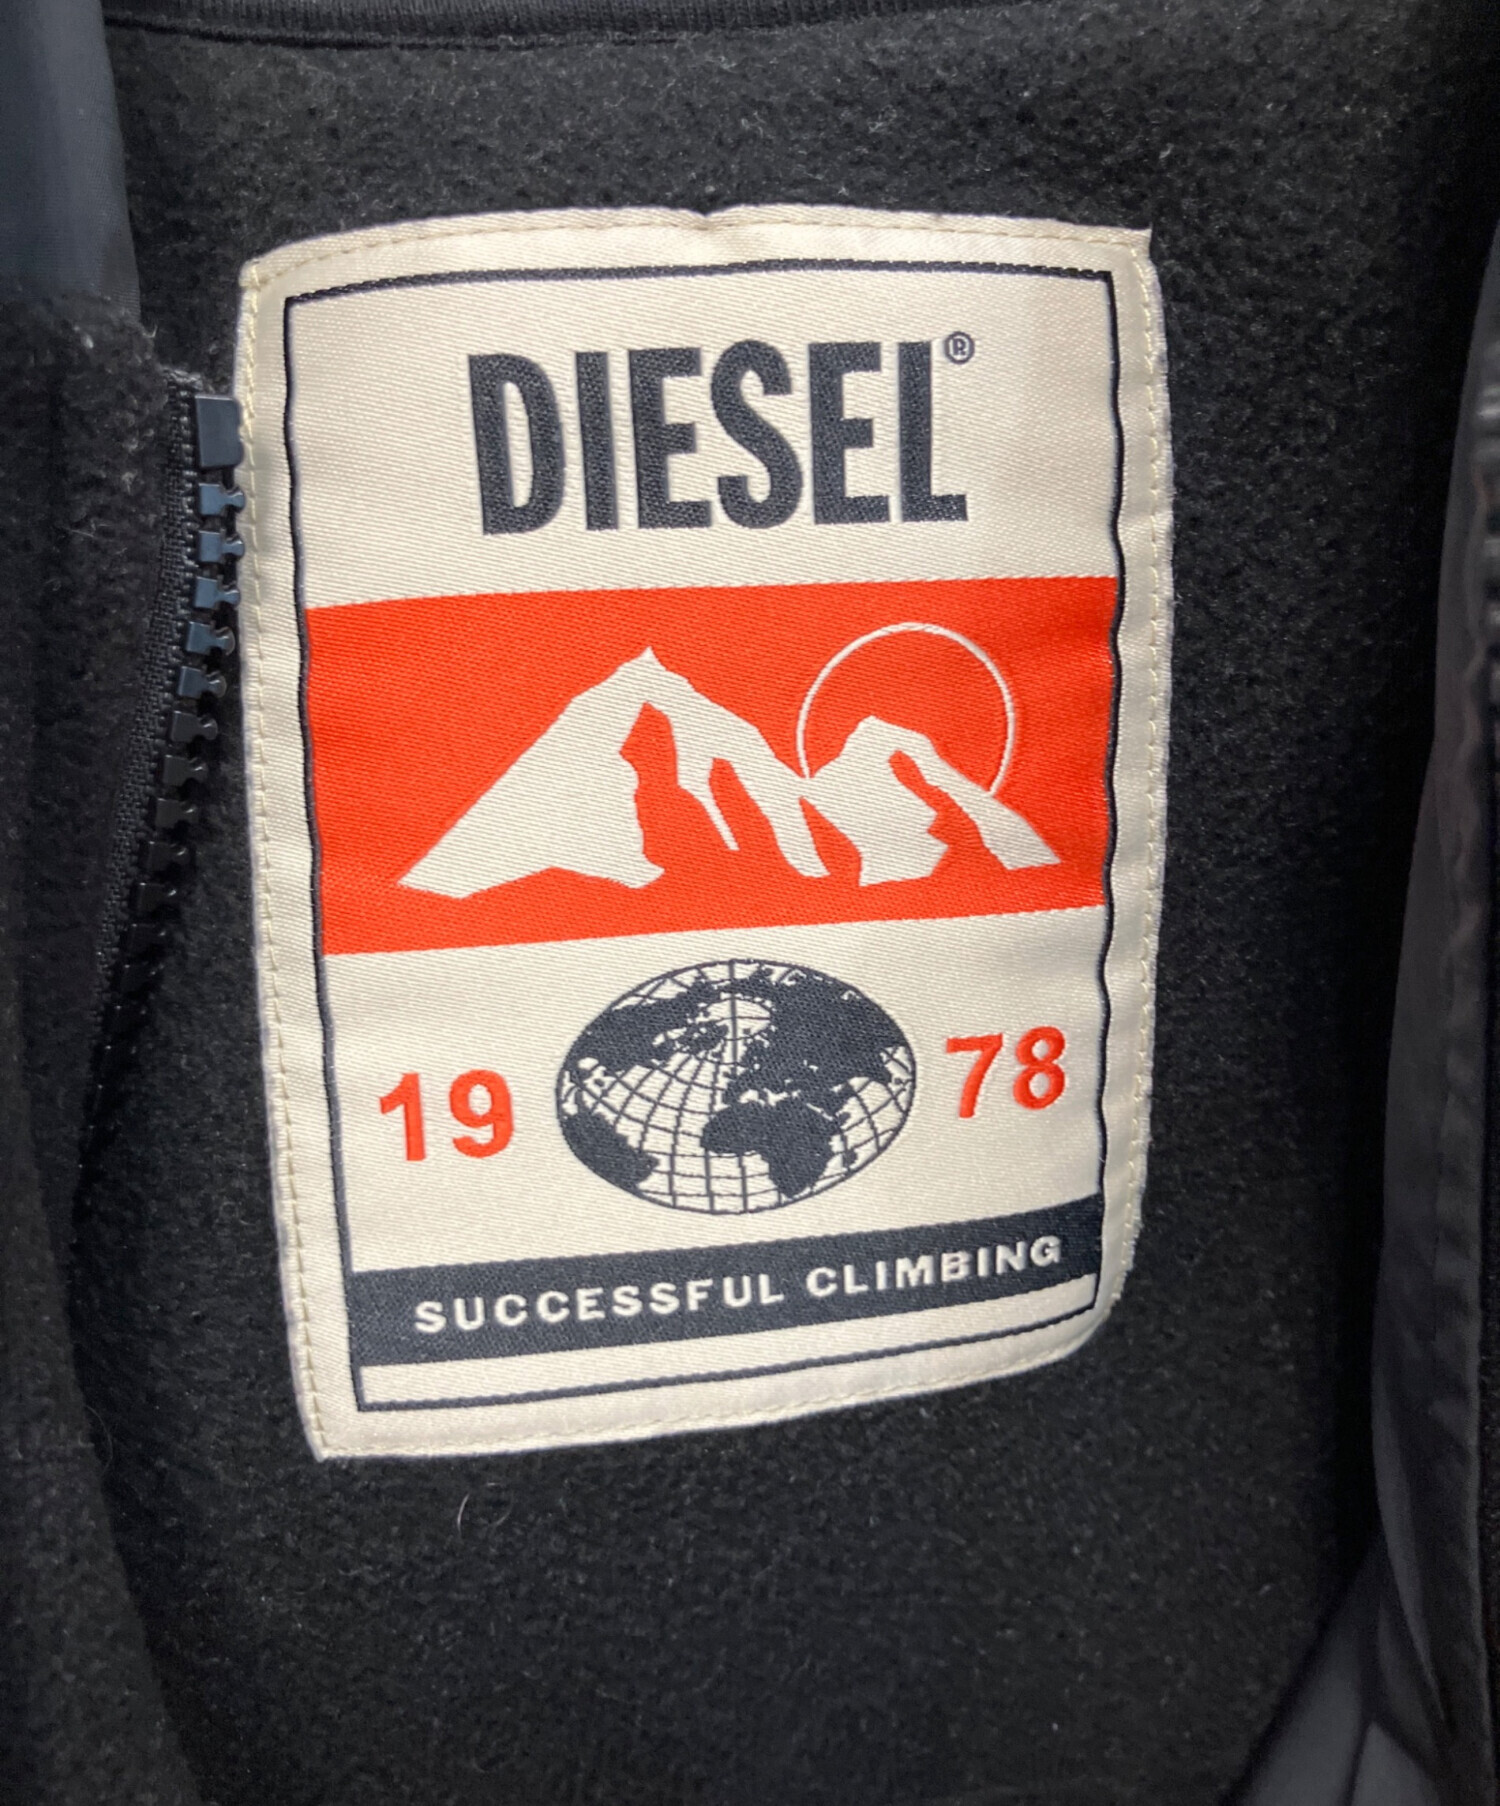 DIESEL®
19 78
SUCCESSFUL CLIMBING